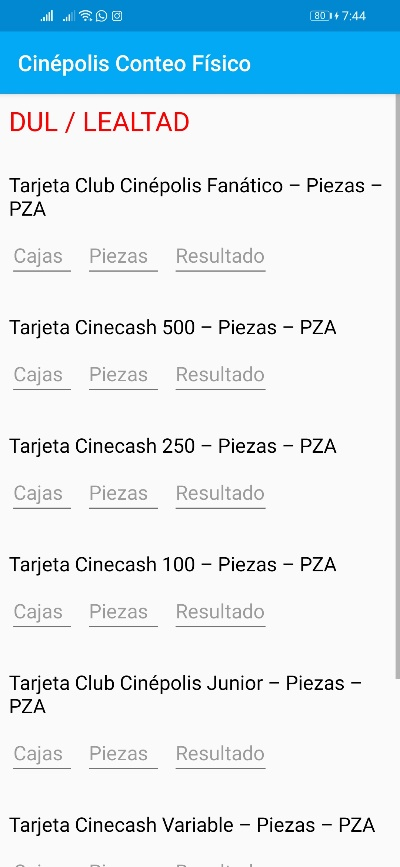 80 7:44
Cinépolis Conteo Físico
DUL / LEALTAD
Tarjeta Club Cinépolis Fanático – Piezas –
PZA
Cajas Piezas Resultado
Tarjeta Cinecash 500 – Piezas – PZA
Cajas Piezas Resultado
Tarjeta Cinecash 250 – Piezas – PZA
Cajas Piezas Resultado
Tarjeta Cinecash 100 – Piezas – PZA
Cajas Piezas Resultado
Tarjeta Club Cinépolis Junior – Piezas –
PZA
Cajas Piezas Resultado
Tarjeta Cinecash Variable – Piezas – PZA